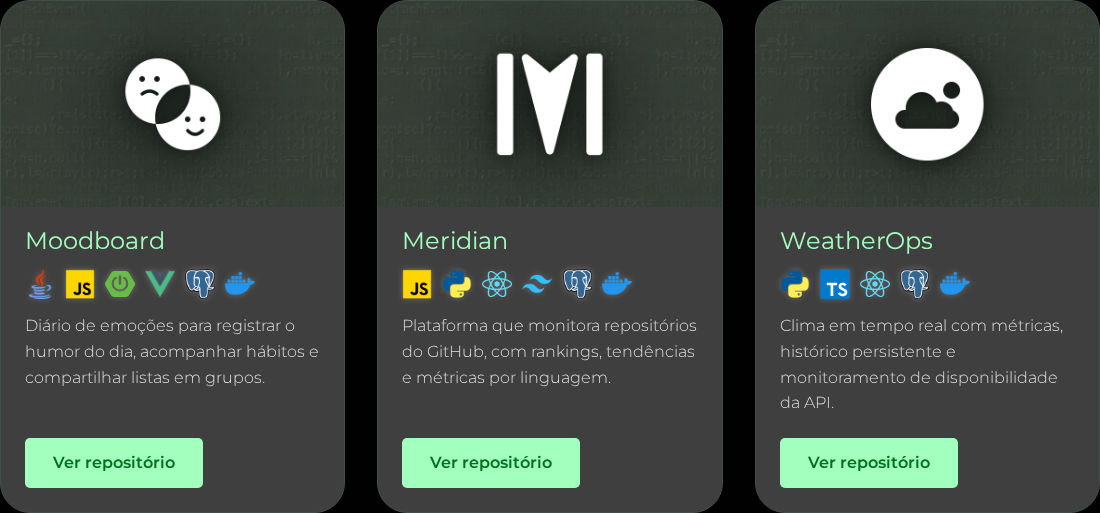 Moodboard
JS
Diário de emoções para registrar o
humor do dia, acompanhar hábitos e
compartilhar listas em grupos.
Ver repositório
M
Meridian
JS
Plataforma que monitora repositórios
do GitHub, com rankings, tendências
e métricas por linguagem.
Ver repositório
WeatherOps
TS
Clima em tempo real com métricas,
histórico persistente e
monitoramento de disponibilidade
da API.
Ver repositório